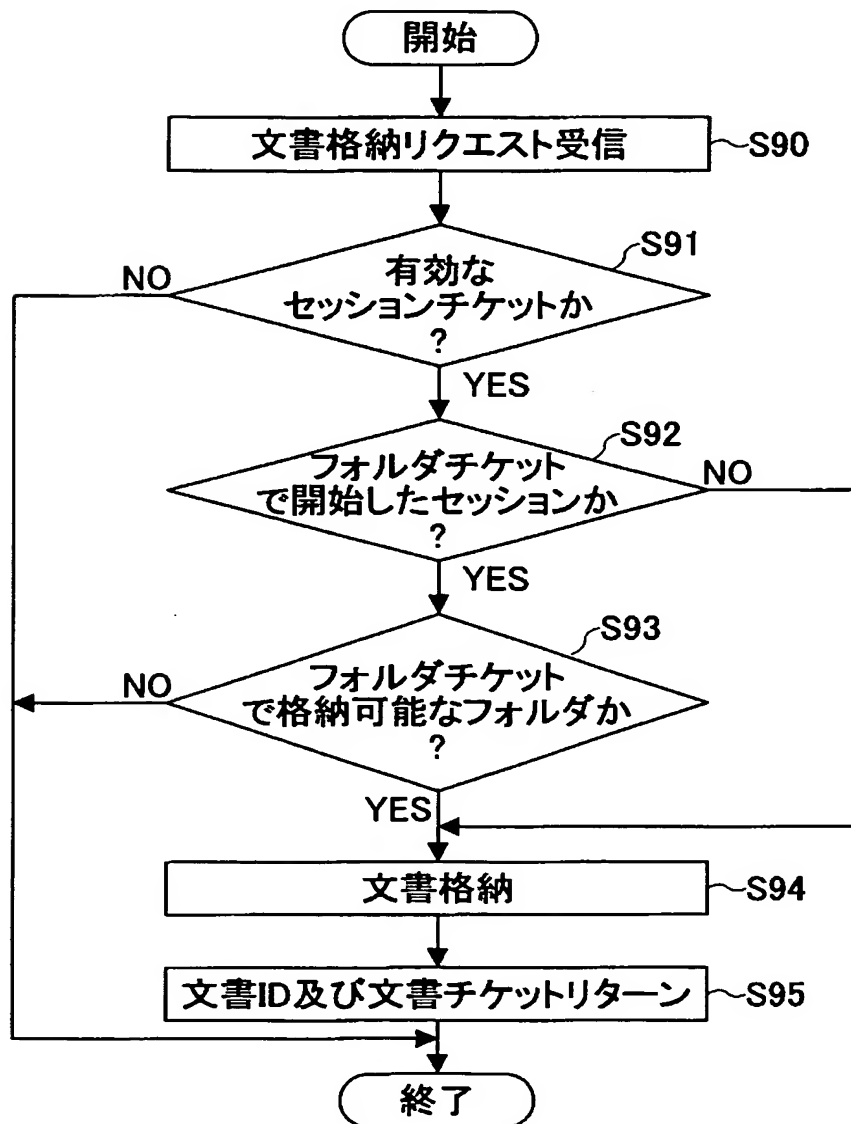 開始
文書格納リクエスト受信
S90
S91
有効な
NO
セッションチケットか
?
YES
S92
フォルダチケット
NO
で開始したセッションか
?
YES
S93
フォルダチケット
NO
で格納可能なフォルダか
?
YES
文書格納
S94
文書ID及び文書チケットリターン
S95
終了